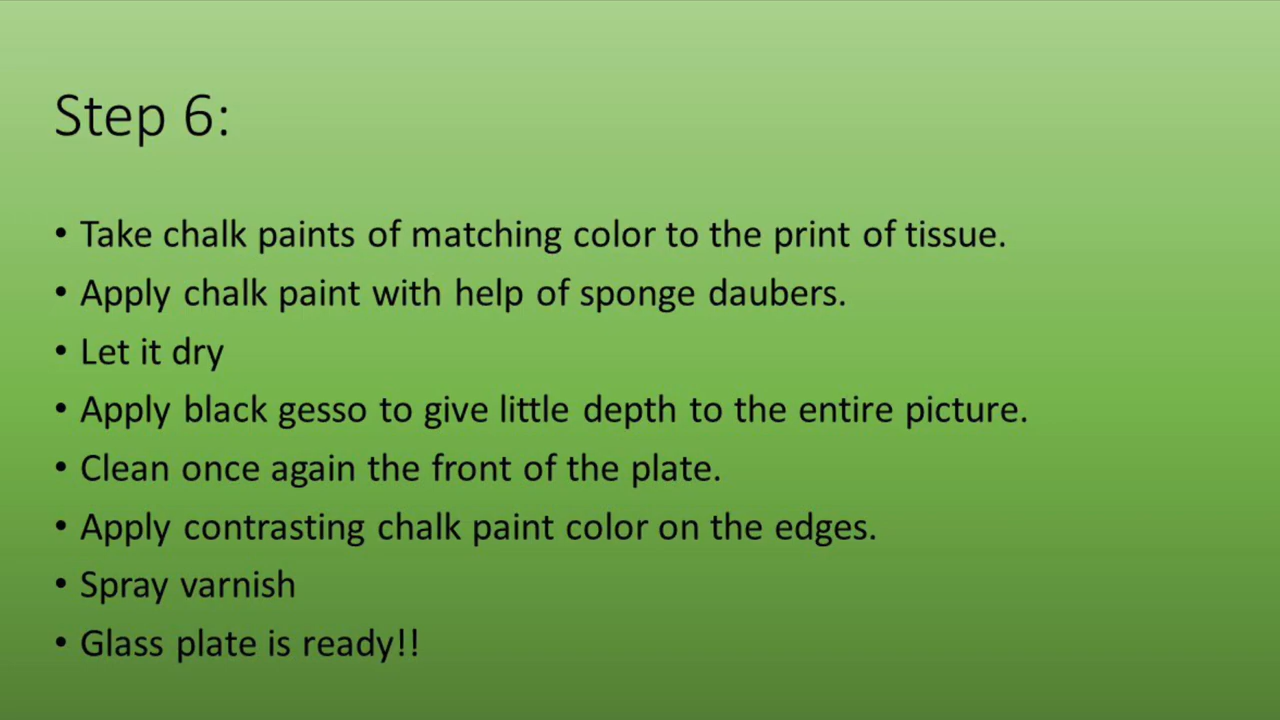 Step 6:
• Take chalk paints of matching color to the print of tissue.
• Apply chalk paint with help of sponge daubers.
• Let it dry
• Apply black gesso to give little depth to the entire picture.
• Clean once again the front of the plate.
• Apply contrasting chalk paint color on the edges.
• Spray varnish
• Glass plate is ready!!